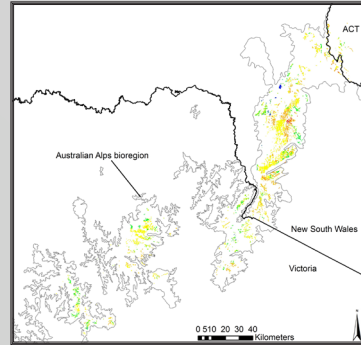 ACT
Australian Alps bioregion
New South Wales
Victoria
0 5 10 20 30 40
Kilometers